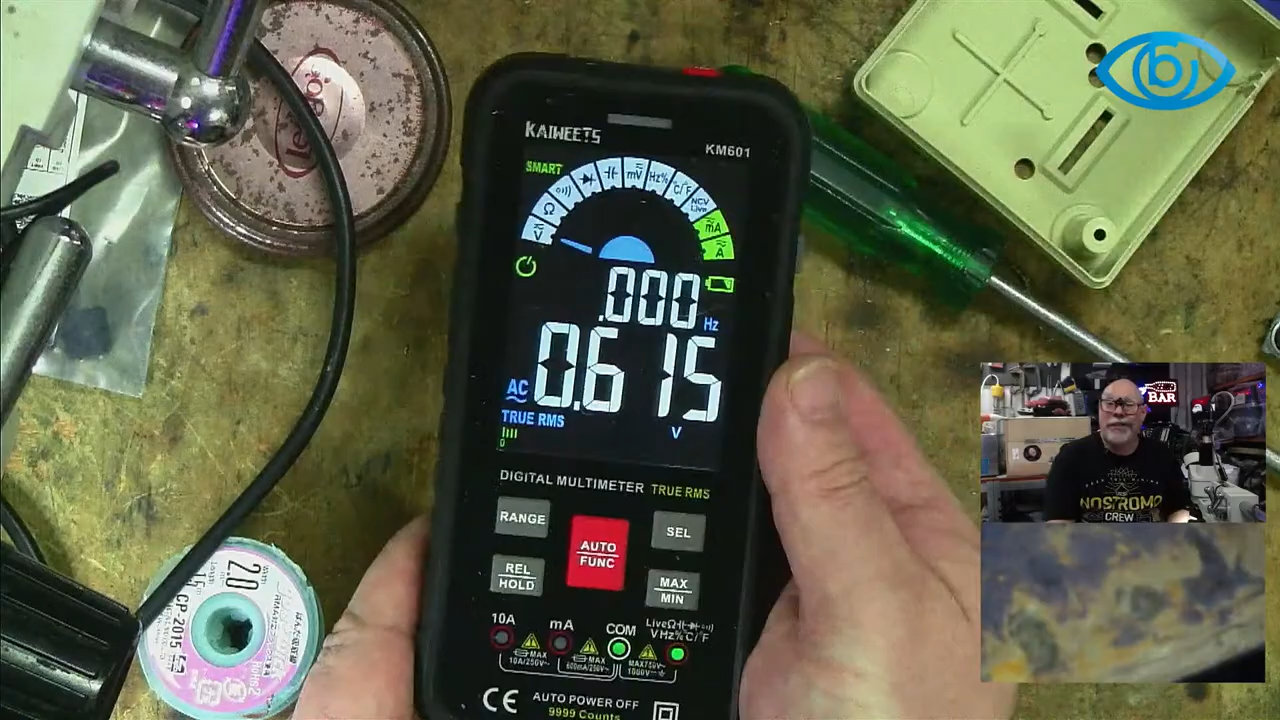 b
KAIWEETS
KM601
SMART
V
Ω
mV
Hz%
°C/°F
NCV
Live
mA
A
.000 Hz
AC 0.615
TRUE RMS
V
0
DIGITAL MULTIMETER TRUE RMS
RANGE
AUTO
FUNC
SEL
REL
HOLD
MAX
MIN
10A
mA
COM
MAX
10A/250V~
MAX
600mA/250V~
MAX750V~
1000V
CE
AUTO POWER OFF
9999 Counts
2.0
CP-2015
BAR
NOSTROMO
CREW